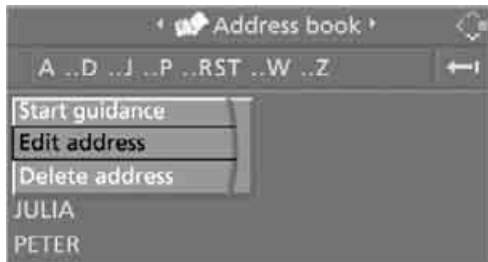 Address book
A ..D ..J ..P ..RST ..W ..Z
Start guidance
Edit address
Delete address
JULIA
PETER